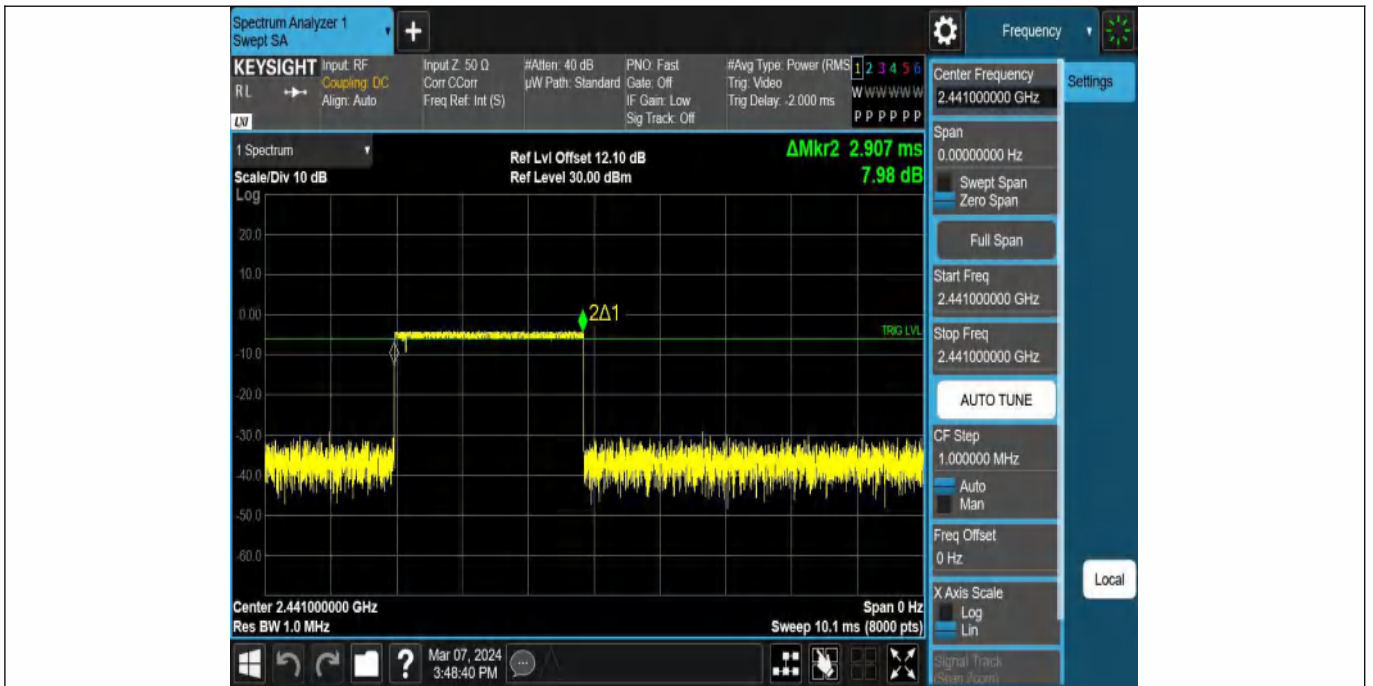 Spectrum Analyzer 1
Swept SA
+
Frequency
KEYSIGHT
R L
LXI
Input: RF
Coupling: DC
Align: Auto
Input Z: 50 Ω
Corr CCorr
Freq Ref: Int (S)
#Atten: 40 dB
µW Path: Standard
PNO: Fast
Gate: Off
IF Gain: Low
Sig Track: Off
#Avg Type: Power (RMS
Trig: Video
Trig Delay: -2.000 ms
1 2 3 4 5 6
W W W W W W
P P P P P P
1 Spectrum
Scale/Div 10 dB
Ref Lvl Offset 12.10 dB
Ref Level 30.00 dBm
ΔMkr2 2.907 ms
7.98 dB
Log
20.0
10.0
0.00
-10.0
-20.0
-30.0
-40.0
-50.0
-60.0
2Δ1
TRIG LVL
Center 2.441000000 GHz
Res BW 1.0 MHz
Span 0 Hz
Sweep 10.1 ms (8000 pts)
Center Frequency
2.441000000 GHz
Settings
Span
0.00000000 Hz
Swept Span
Zero Span
Full Span
Start Freq
2.441000000 GHz
Stop Freq
2.441000000 GHz
AUTO TUNE
CF Step
1.000000 MHz
Auto
Man
Freq Offset
0 Hz
X Axis Scale
Log
Lin
Local
Signal Track
(Span Zoom)
?
Mar 07, 2024
3:48:40 PM